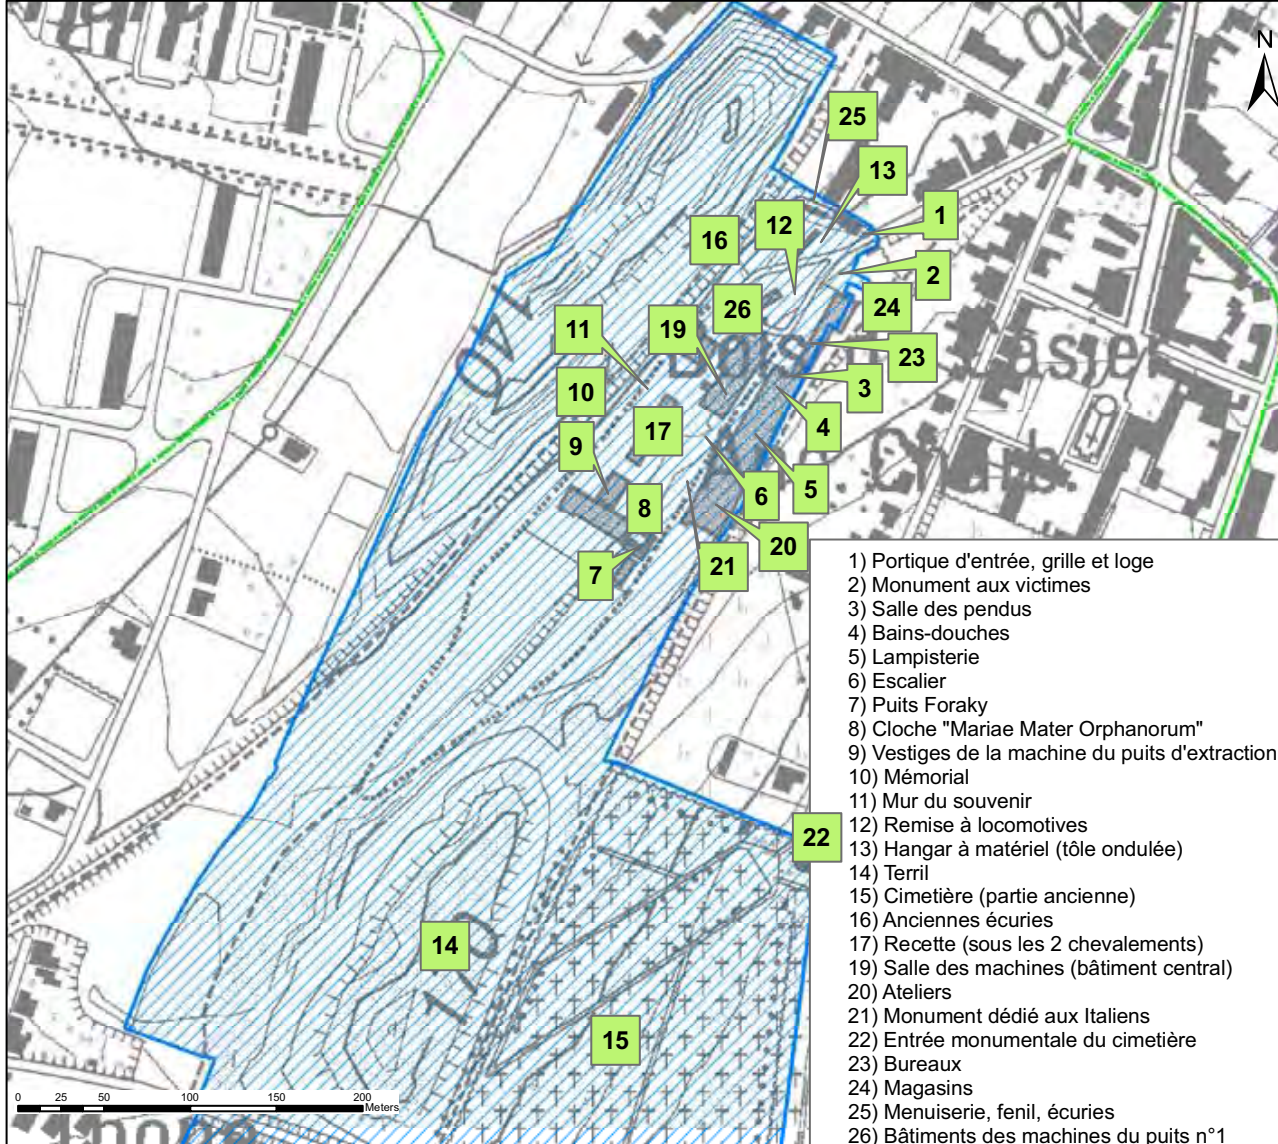 N
25
13
1
12
16
2
26
24
11
19
23
3
10
17
4
9
5
6
8
20
21
7
22
14
15
140
170
Bois
Charb.
1) Portique d'entrée, grille et loge
2) Monument aux victimes
3) Salle des pendus
4) Bains-douches
5) Lampisterie
6) Escalier
7) Puits Foraky
8) Cloche "Mariae Mater Orphanorum"
9) Vestiges de la machine du puits d'extraction
10) Mémorial
11) Mur du souvenir
12) Remise à locomotives
13) Hangar à matériel (tôle ondulée)
14) Terril
15) Cimetière (partie ancienne)
16) Anciennes écuries
17) Recette (sous les 2 chevalements)
19) Salle des machines (bâtiment central)
20) Ateliers
21) Monument dédié aux Italiens
22) Entrée monumentale du cimetière
23) Bureaux
24) Magasins
25) Menuiserie, fenil, écuries
26) Bâtiments des machines du puits n°1
0 25 50 100 150 200
Meters